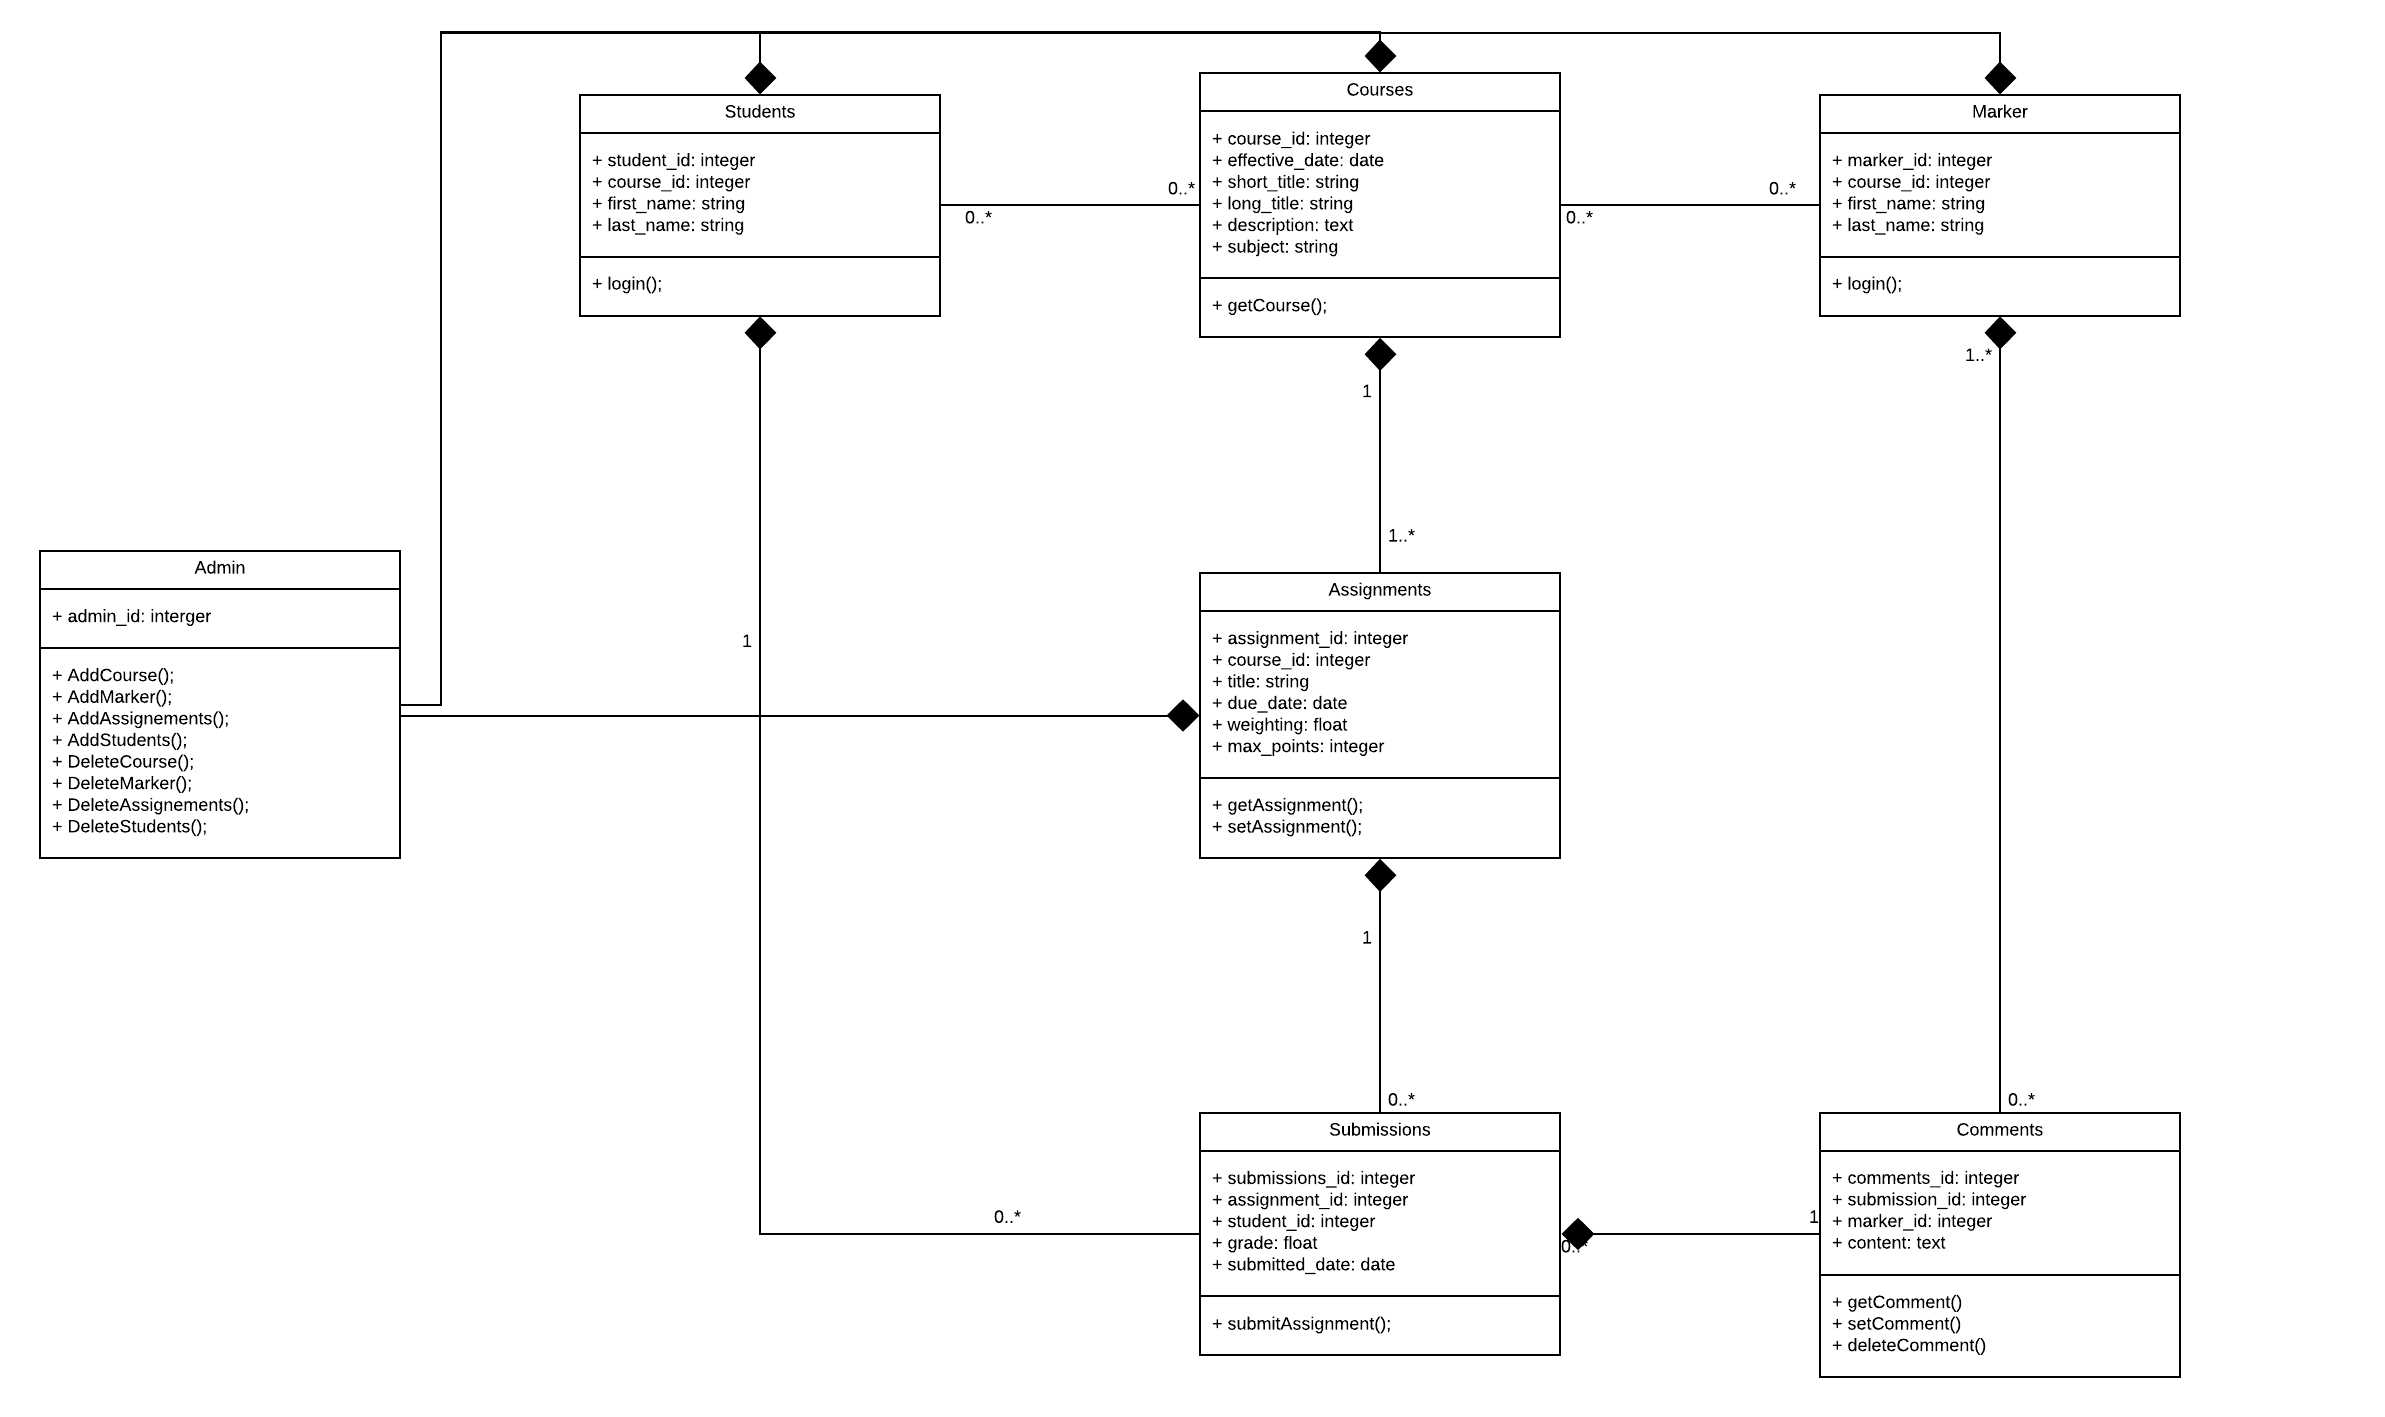 Students
+ student_id: integer
+ course_id: integer
+ first_name: string
+ last_name: string
+ login();
0..*
0..*
Courses
+ course_id: integer
+ effective_date: date
+ short_title: string
+ long_title: string
+ description: text
+ subject: string
+ getCourse();
0..*
0..*
Marker
+ marker_id: integer
+ course_id: integer
+ first_name: string
+ last_name: string
+ login();
1..*
1
1..*
Admin
+ admin_id: interger
+ AddCourse();
+ AddMarker();
+ AddAssignements();
+ AddStudents();
+ DeleteCourse();
+ DeleteMarker();
+ DeleteAssignements();
+ DeleteStudents();
1
Assignments
+ assignment_id: integer
+ course_id: integer
+ title: string
+ due_date: date
+ weighting: float
+ max_points: integer
+ getAssignment();
+ setAssignment();
1
0..*
0..*
0..*
Submissions
+ submissions_id: integer
+ assignment_id: integer
+ student_id: integer
+ grade: float
+ submitted_date: date
+ submitAssignment();
0..*
1
Comments
+ comments_id: integer
+ submission_id: integer
+ marker_id: integer
+ content: text
+ getComment()
+ setComment()
+ deleteComment()